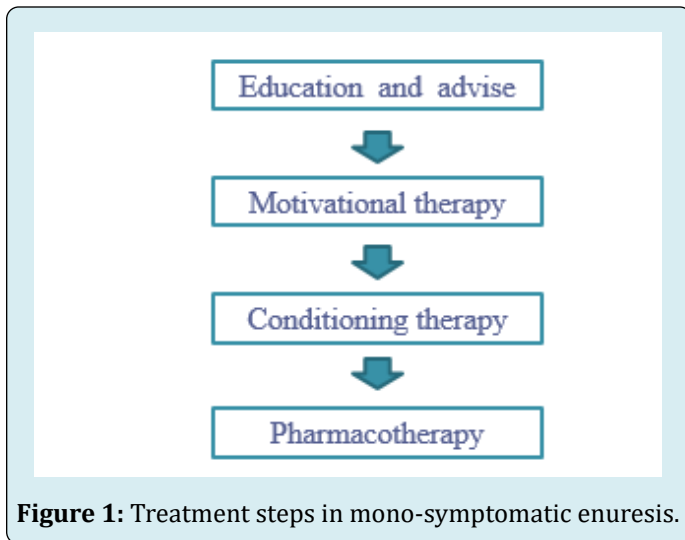 Education and advise
Motivational therapy
Conditioning therapy
Pharmacotherapy
Figure 1: Treatment steps in mono-symptomatic enuresis.